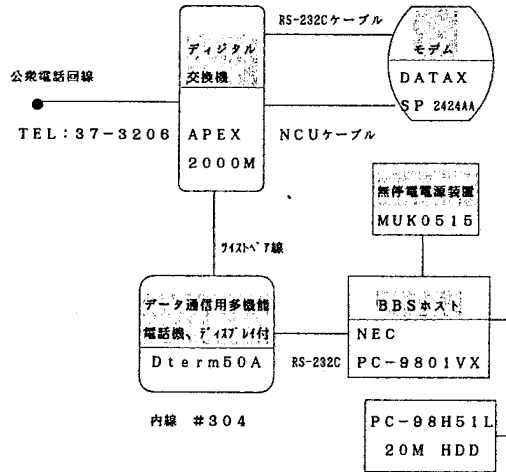 RS-232Cケーブル
モデム
DATAX
SP 2424AA
ディジタル
交換機
APEX
2000M
公衆電話回線
TEL:37-3206
NCUケーブル
無停電電源装置
MUK0515
ツイストペア線
データ通信用多機能
電話機、ディスプレイ付
Dterm50A
内線 #304
RS-232C
BBSホスト
NEC
PC-9801VX
PC-98H51L
20M HDD